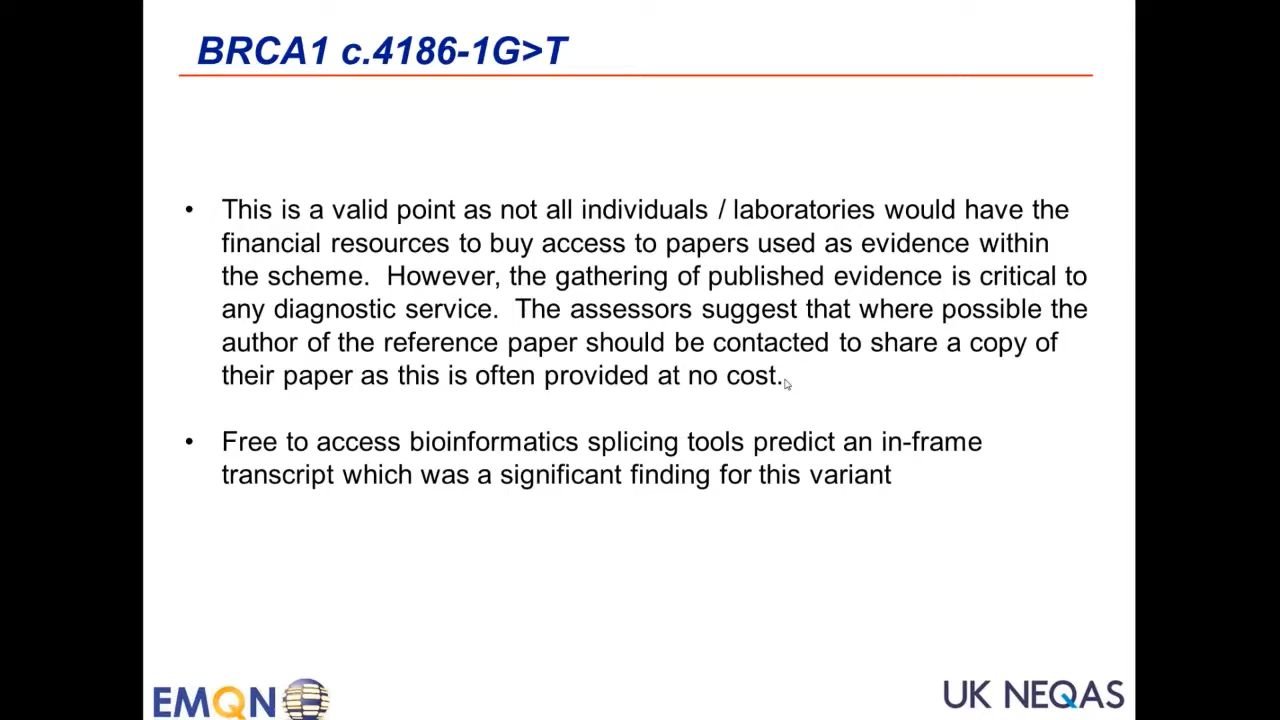 BRCA1 c.4186-1G>T
• This is a valid point as not all individuals / laboratories would have the
financial resources to buy access to papers used as evidence within
the scheme.  However, the gathering of published evidence is critical to
any diagnostic service.  The assessors suggest that where possible the
author of the reference paper should be contacted to share a copy of
their paper as this is often provided at no cost.
• Free to access bioinformatics splicing tools predict an in-frame
transcript which was a significant finding for this variant
EMQN
UK NEQAS